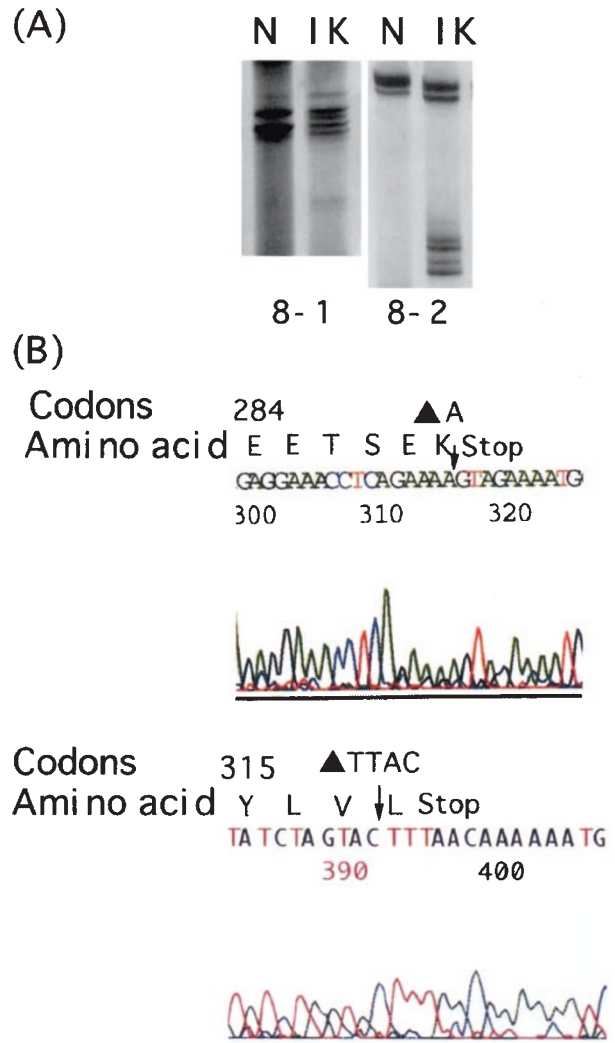 (A)
N IK N IK
8-1 8-2
(B)
Codons 284 ▲A
Amino acid E E T S E K↓Stop
GAGGAAACCTCAGAAAAGTAGAAAATG
300 310 320
Codons 315 ▲TTAC
Amino acid Y L V ↓L Stop
TATCTAGTACTTTAACAAAAAATG
390 400